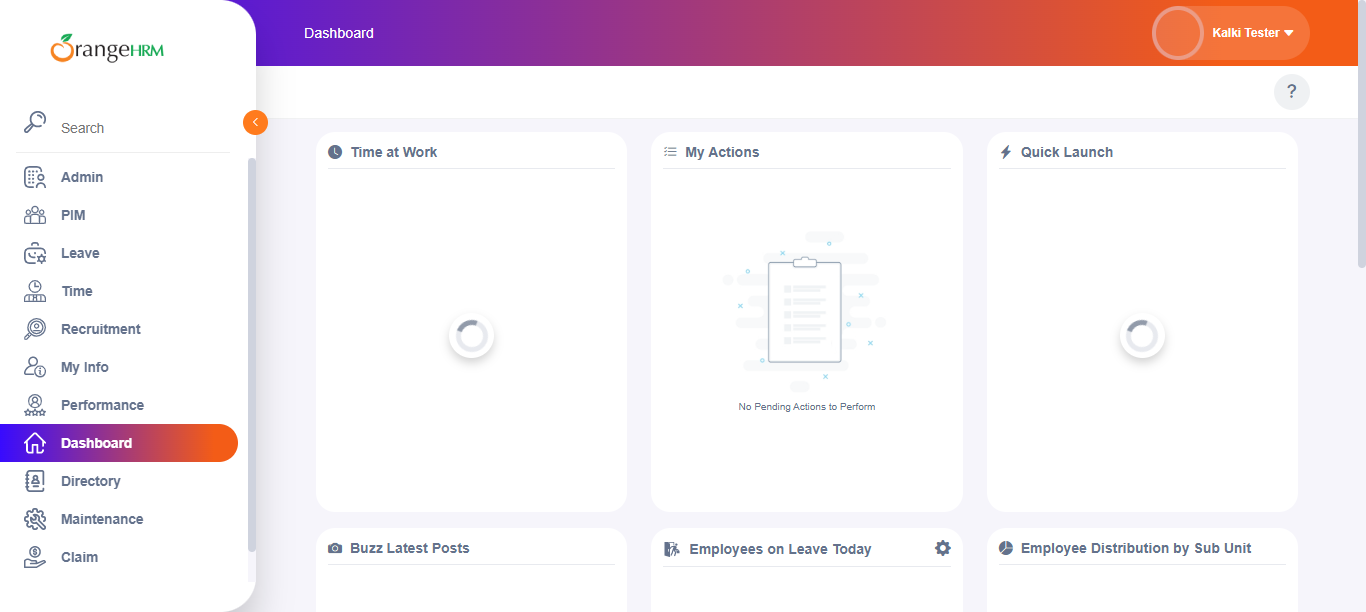 OrangeHRM
Dashboard
Kalki Tester
?
Search
Admin
PIM
Leave
Time
Recruitment
My Info
Performance
Dashboard
Directory
Maintenance
Claim
Time at Work
My Actions
No Pending Actions to Perform
Quick Launch
Buzz Latest Posts
Employees on Leave Today
Employee Distribution by Sub Unit